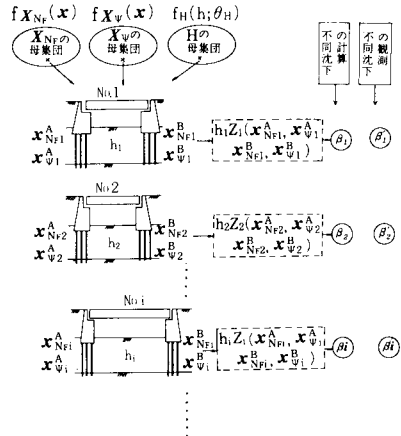 f X_NF (x)  f X_Ψ (x)  f_H(h;θ_H)
X_NFの母集団
X_Ψの母集団
Hの母集団
不同沈下の計算
不同沈下の観測
No.1
x^A_NF1
x^A_Ψ1
h₁
x^B_NF1
x^B_Ψ1
h₁Z₁(x^A_NF1, x^A_Ψ1
x^B_NF1, x^B_Ψ1)
β₁
β′₁
No.2
x^A_NF2
x^A_Ψ2
h₂
x^B_NF2
x^B_Ψ2
h₂Z₂(x^A_NF2, x^A_Ψ2
x^B_NF2, x^B_Ψ2)
β₂
β′₂
No.i
x^A_NFi
x^A_Ψi
hᵢ
x^B_NFi
x^B_Ψi
hᵢZᵢ(x^A_NFi, x^A_Ψi
x^B_NFi, x^B_Ψi)
βi
βi